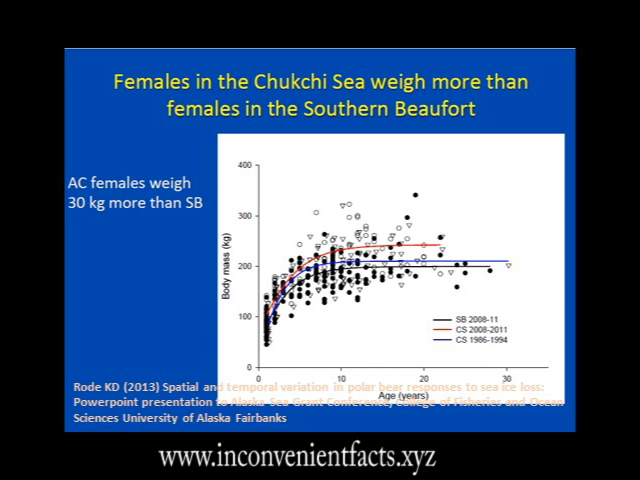 Females in the Chukchi Sea weigh more than
females in the Southern Beaufort
AC females weigh
30 kg more than SB
400
300
200
100
0
Body mass (kg)
SB 2008-11
CS 2008-2011
CS 1986-1994
0
10
20
30
Age (years)
Rode KD (2013) Spatial and temporal variation in polar bear responses to sea ice loss:
Powerpoint presentation to Alaska Sea Grant Conference, College of Fisheries and Ocean
Sciences University of Alaska Fairbanks
www.inconvenientfacts.xyz